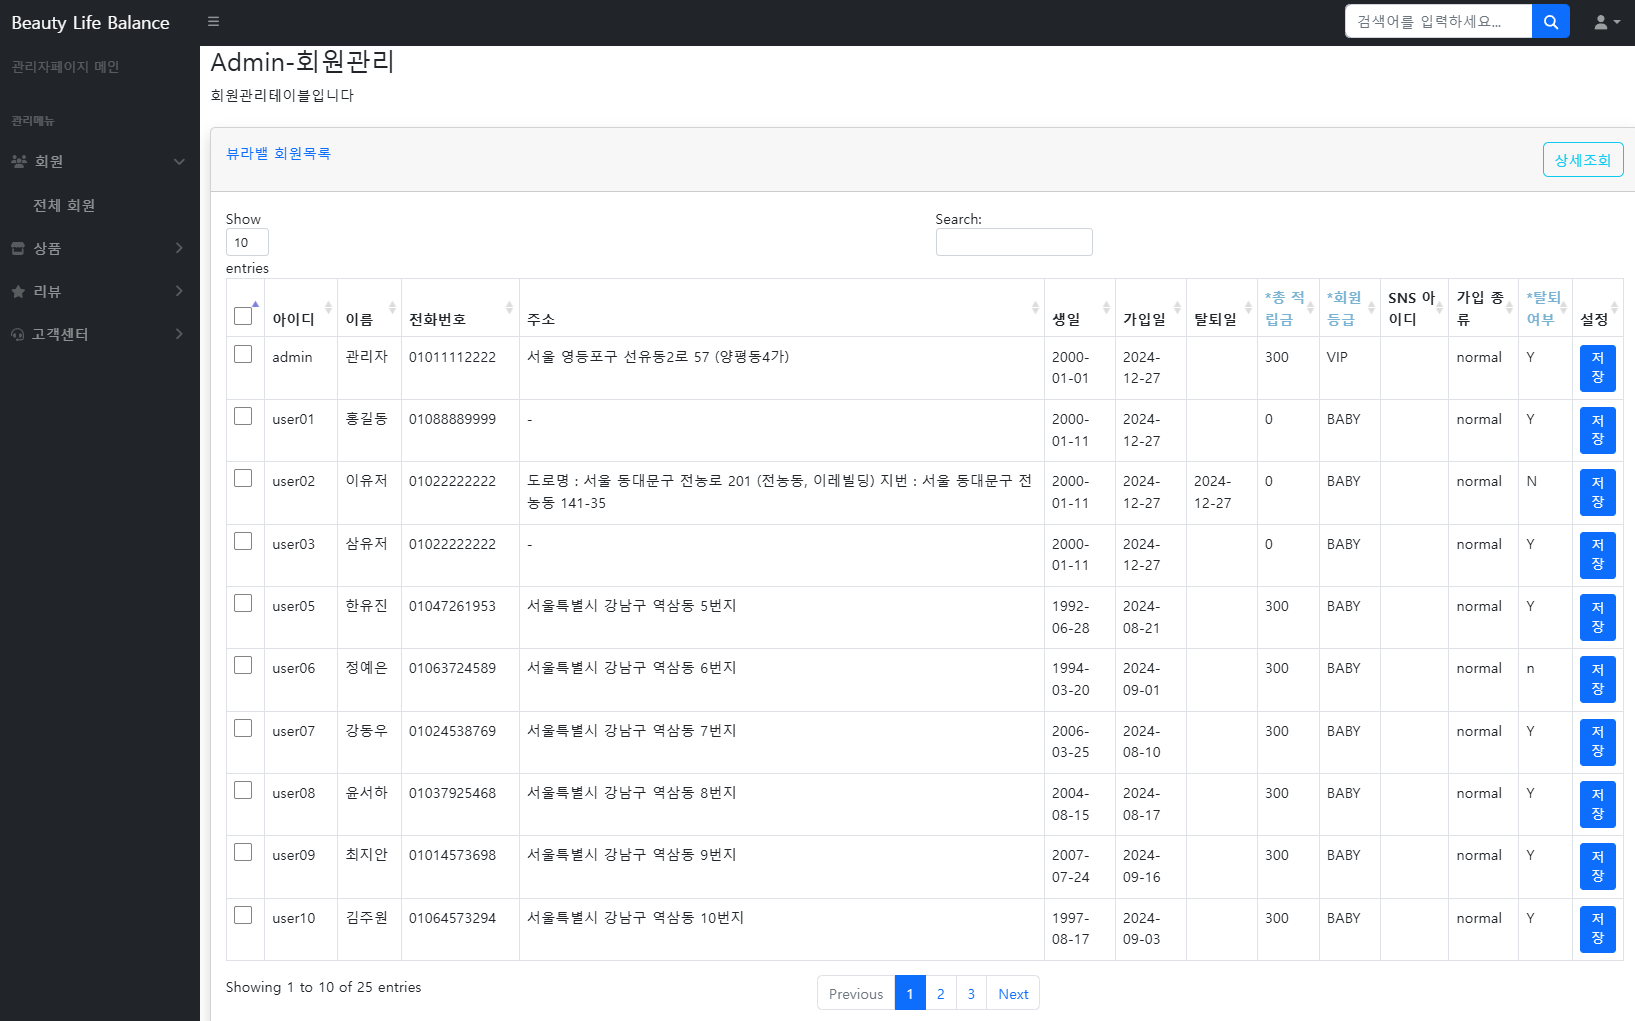 Beauty Life Balance
검색어를 입력하세요...
관리자페이지 메인
관리메뉴
회원
전체 회원
상품
리뷰
고객센터
Admin-회원관리
회원관리테이블입니다
뷰라밸 회원목록
상세조회
Show
10
entries
Search:
아이디 이름 전화번호 주소 생일 가입일 탈퇴일 *총 적립금 *회원등급 SNS 아이디 가입 종류 *탈퇴여부 설정
admin 관리자 01011112222 서울 영등포구 선유동2로 57 (양평동4가) 2000-01-01 2024-12-27 300 VIP normal Y 저장
user01 홍길동 01088889999 - 2000-01-11 2024-12-27 0 BABY normal Y 저장
user02 이유저 01022222222 도로명 : 서울 동대문구 전농로 201 (전농동, 이레빌딩) 지번 : 서울 동대문구 전농동 141-35 2000-01-11 2024-12-27 2024-12-27 0 BABY normal N 저장
user03 삼유저 01022222222 - 2000-01-11 2024-12-27 0 BABY normal Y 저장
user05 한유진 01047261953 서울특별시 강남구 역삼동 5번지 1992-06-28 2024-08-21 300 BABY normal Y 저장
user06 정예은 01063724589 서울특별시 강남구 역삼동 6번지 1994-03-20 2024-09-01 300 BABY normal n 저장
user07 강동우 01024538769 서울특별시 강남구 역삼동 7번지 2006-03-25 2024-08-10 300 BABY normal Y 저장
user08 윤서하 01037925468 서울특별시 강남구 역삼동 8번지 2004-08-15 2024-08-17 300 BABY normal Y 저장
user09 최지안 01014573698 서울특별시 강남구 역삼동 9번지 2007-07-24 2024-09-16 300 BABY normal Y 저장
user10 김주원 01064573294 서울특별시 강남구 역삼동 10번지 1997-08-17 2024-09-03 300 BABY normal Y 저장
Showing 1 to 10 of 25 entries
Previous 1 2 3 Next